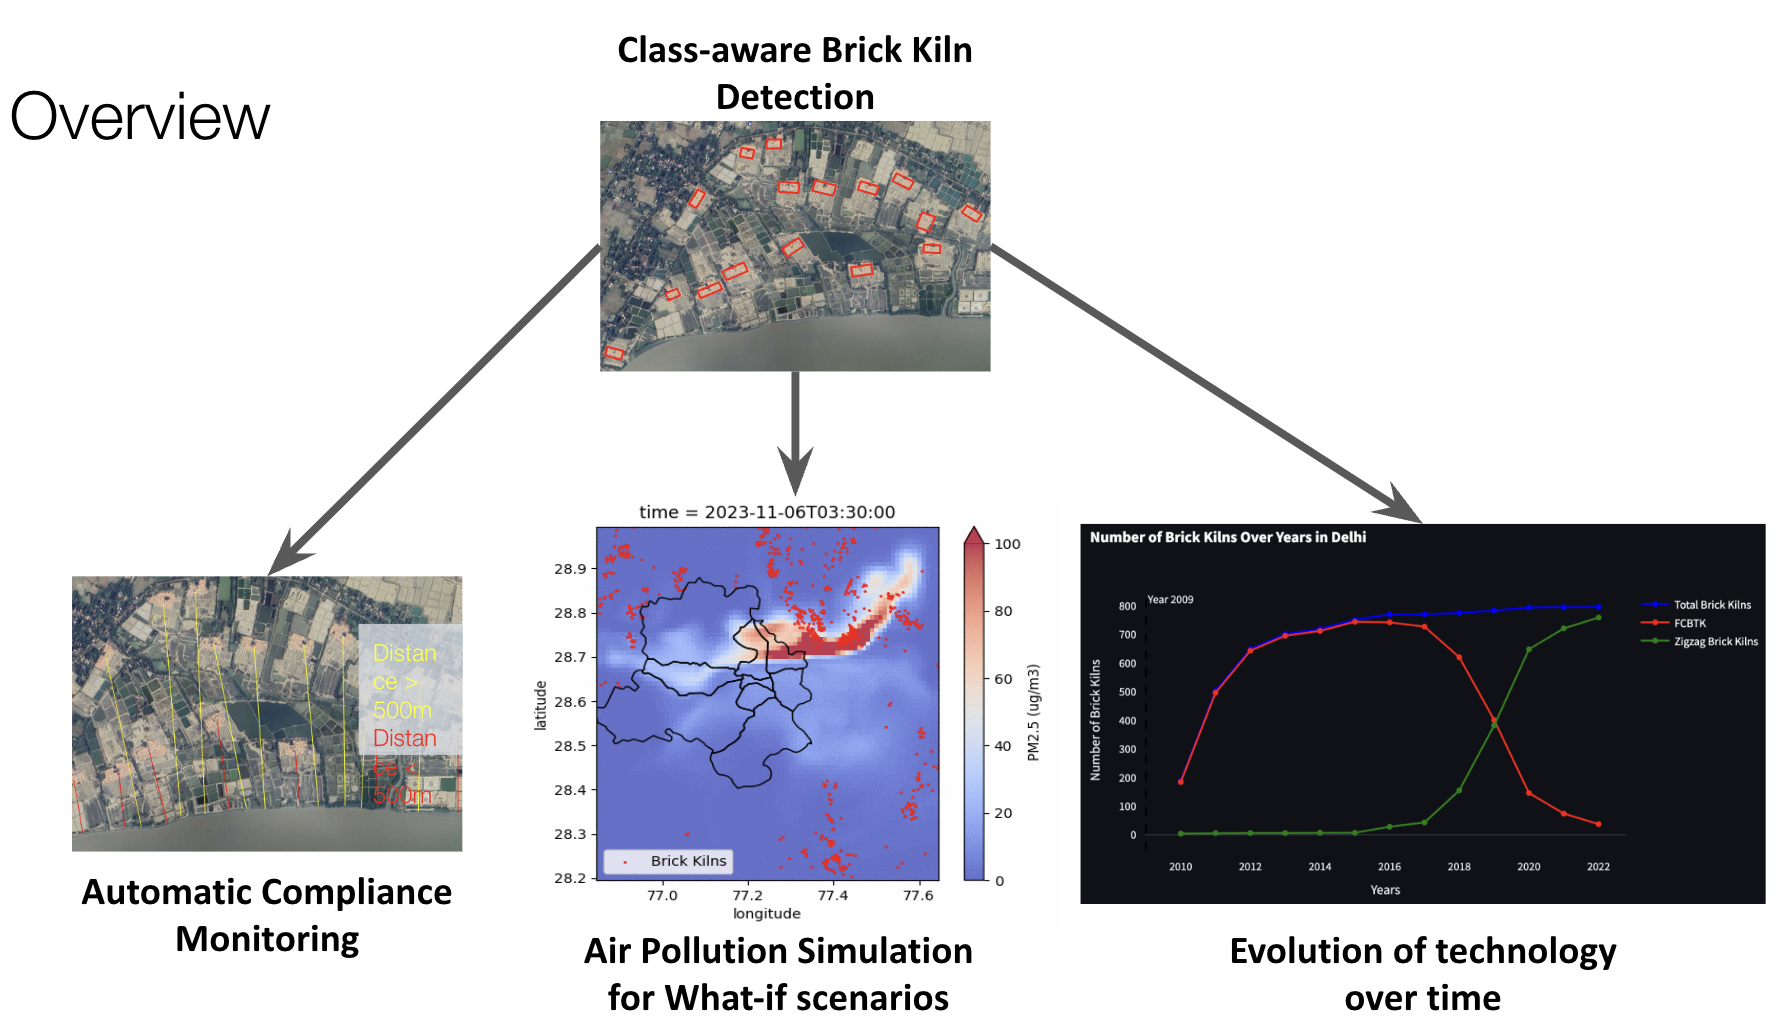 Overview
Class-aware Brick Kiln
Detection
Distan
ce >
500m
Distan
ce <
500m
Automatic Compliance
Monitoring
time = 2023-11-06T03:30:00
latitude
28.9
28.8
28.7
28.6
28.5
28.4
28.3
28.2
Brick Kilns
77.0 77.2 77.4 77.6
longitude
100
80
60
40
20
0
PM2.5 (ug/m3)
Air Pollution Simulation
for What-if scenarios
Number of Brick Kilns Over Years in Delhi
Year 2009
Number of Brick Kilns
800
700
600
500
400
300
200
100
0
2010 2012 2014 2016 2018 2020 2022
Years
Total Brick Kilns
FCBTK
Zigzag Brick Kilns
Evolution of technology
over time